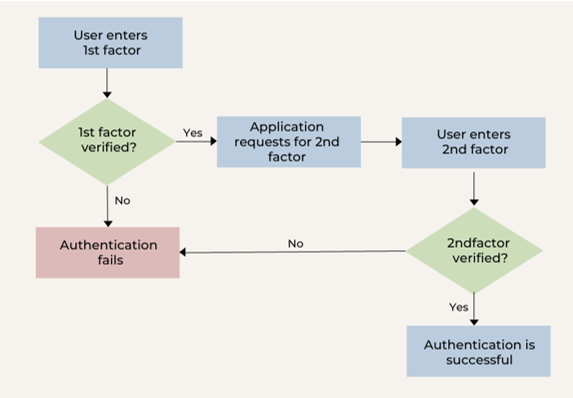 User enters
1st factor
1st factor
verified?
Yes
Application
requests for 2nd
factor
User enters
2nd factor
No
Authentication
fails
No
2ndfactor
verified?
Yes
Authentication is
successful